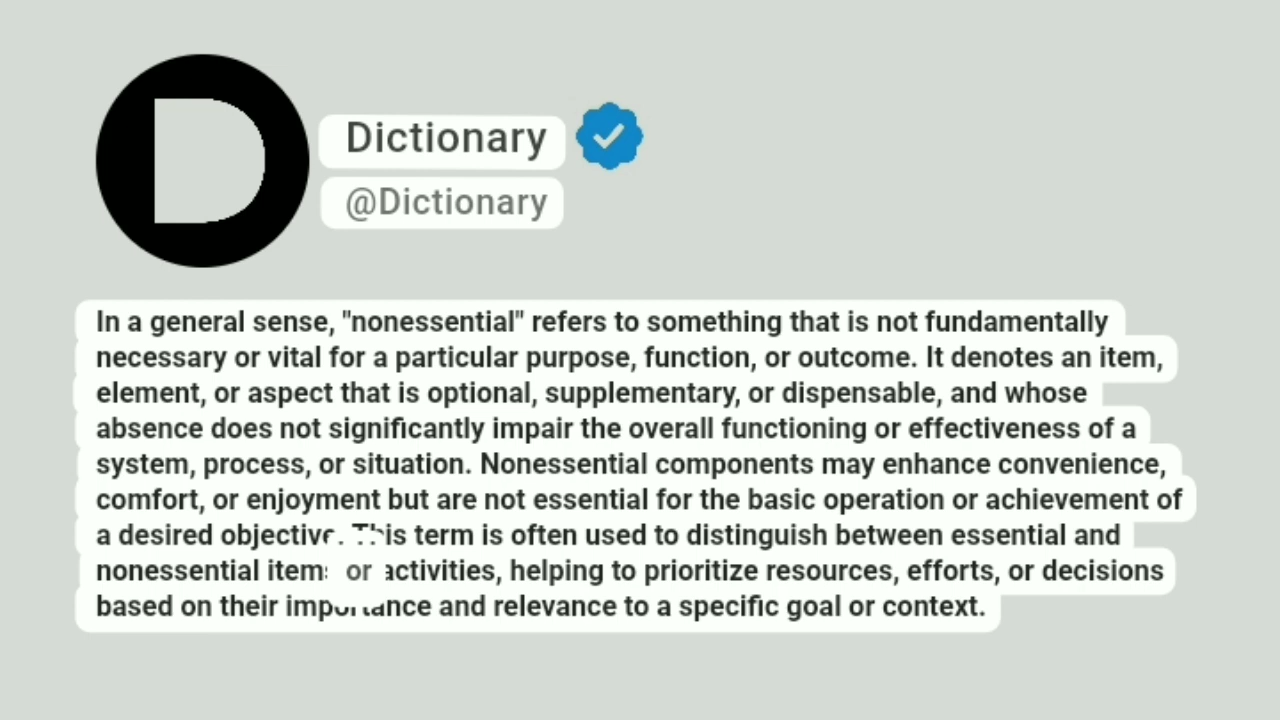 D
Dictionary
@Dictionary
In a general sense, "nonessential" refers to something that is not fundamentally
necessary or vital for a particular purpose, function, or outcome. It denotes an item,
element, or aspect that is optional, supplementary, or dispensable, and whose
absence does not significantly impair the overall functioning or effectiveness of a
system, process, or situation. Nonessential components may enhance convenience,
comfort, or enjoyment but are not essential for the basic operation or achievement of
a desired objective. This term is often used to distinguish between essential and
nonessential items or activities, helping to prioritize resources, efforts, or decisions
based on their importance and relevance to a specific goal or context.